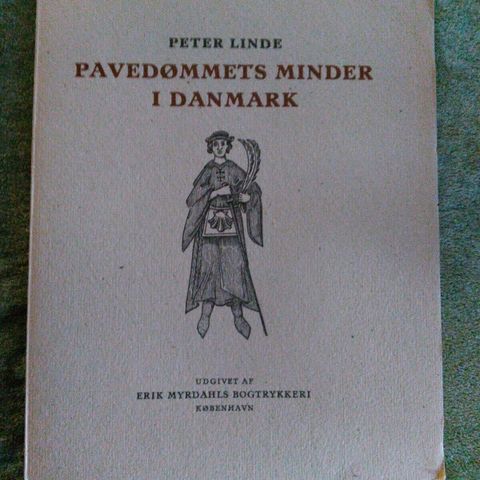 PETER LINDE
PAVEDØMMETS MINDER
I DANMARK
UDGIVET AF
ERIK MYRDAHLS BOGTRYKKERI
KØBENHAVN